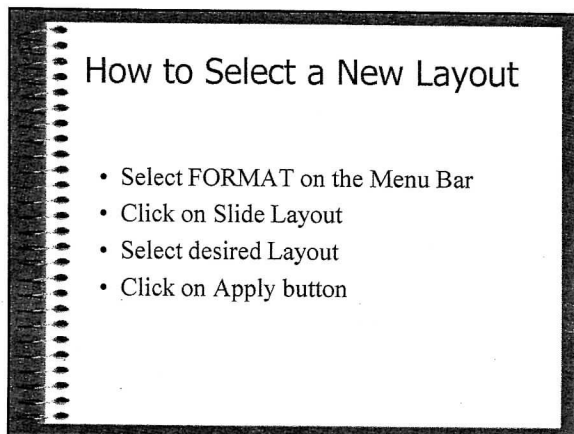 How to Select a New Layout
• Select FORMAT on the Menu Bar
• Click on Slide Layout
• Select desired Layout
• Click on Apply button